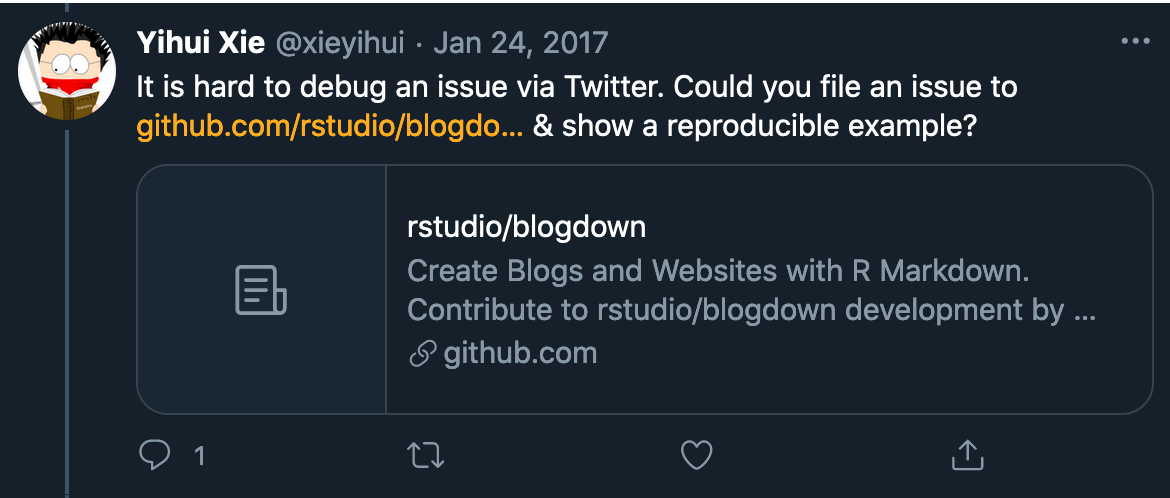 Yihui Xie @xieyihui · Jan 24, 2017
It is hard to debug an issue via Twitter. Could you file an issue to
github.com/rstudio/blogdo... & show a reproducible example?
rstudio/blogdown
Create Blogs and Websites with R Markdown.
Contribute to rstudio/blogdown development by ...
github.com
1